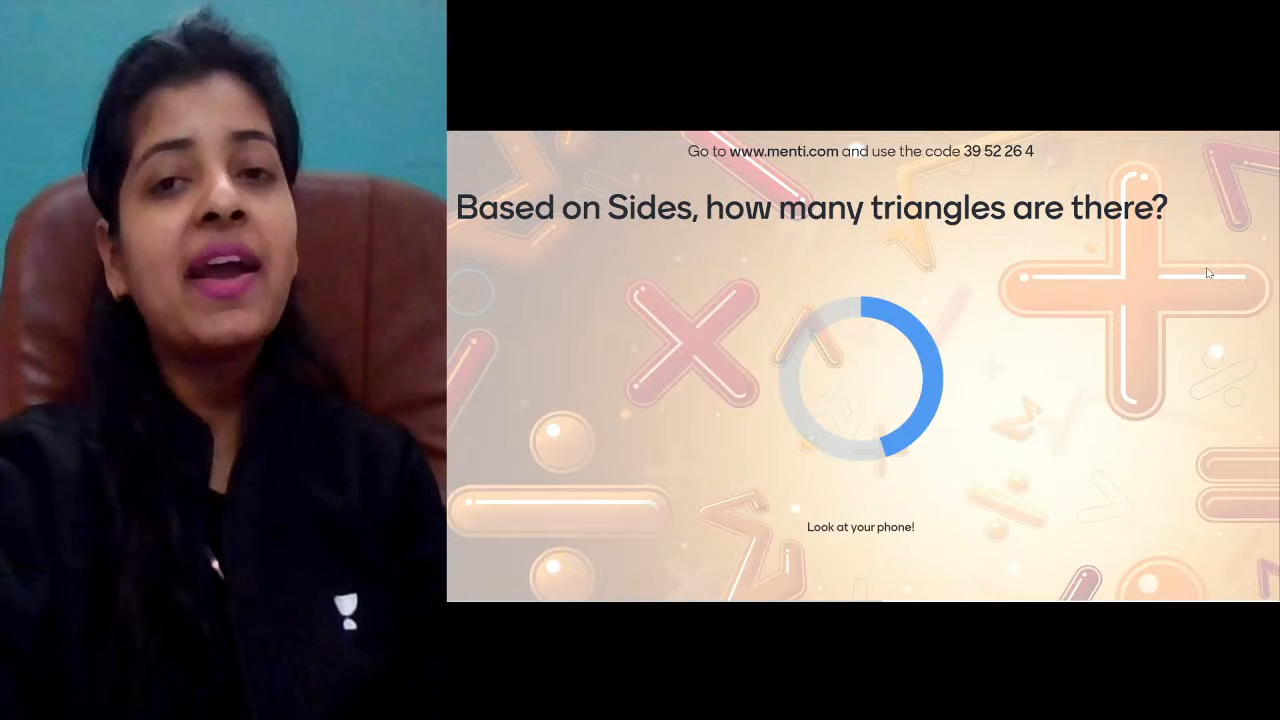 Go to www.menti.com and use the code 39 52 26 4
Based on Sides, how many triangles are there?
Look at your phone!